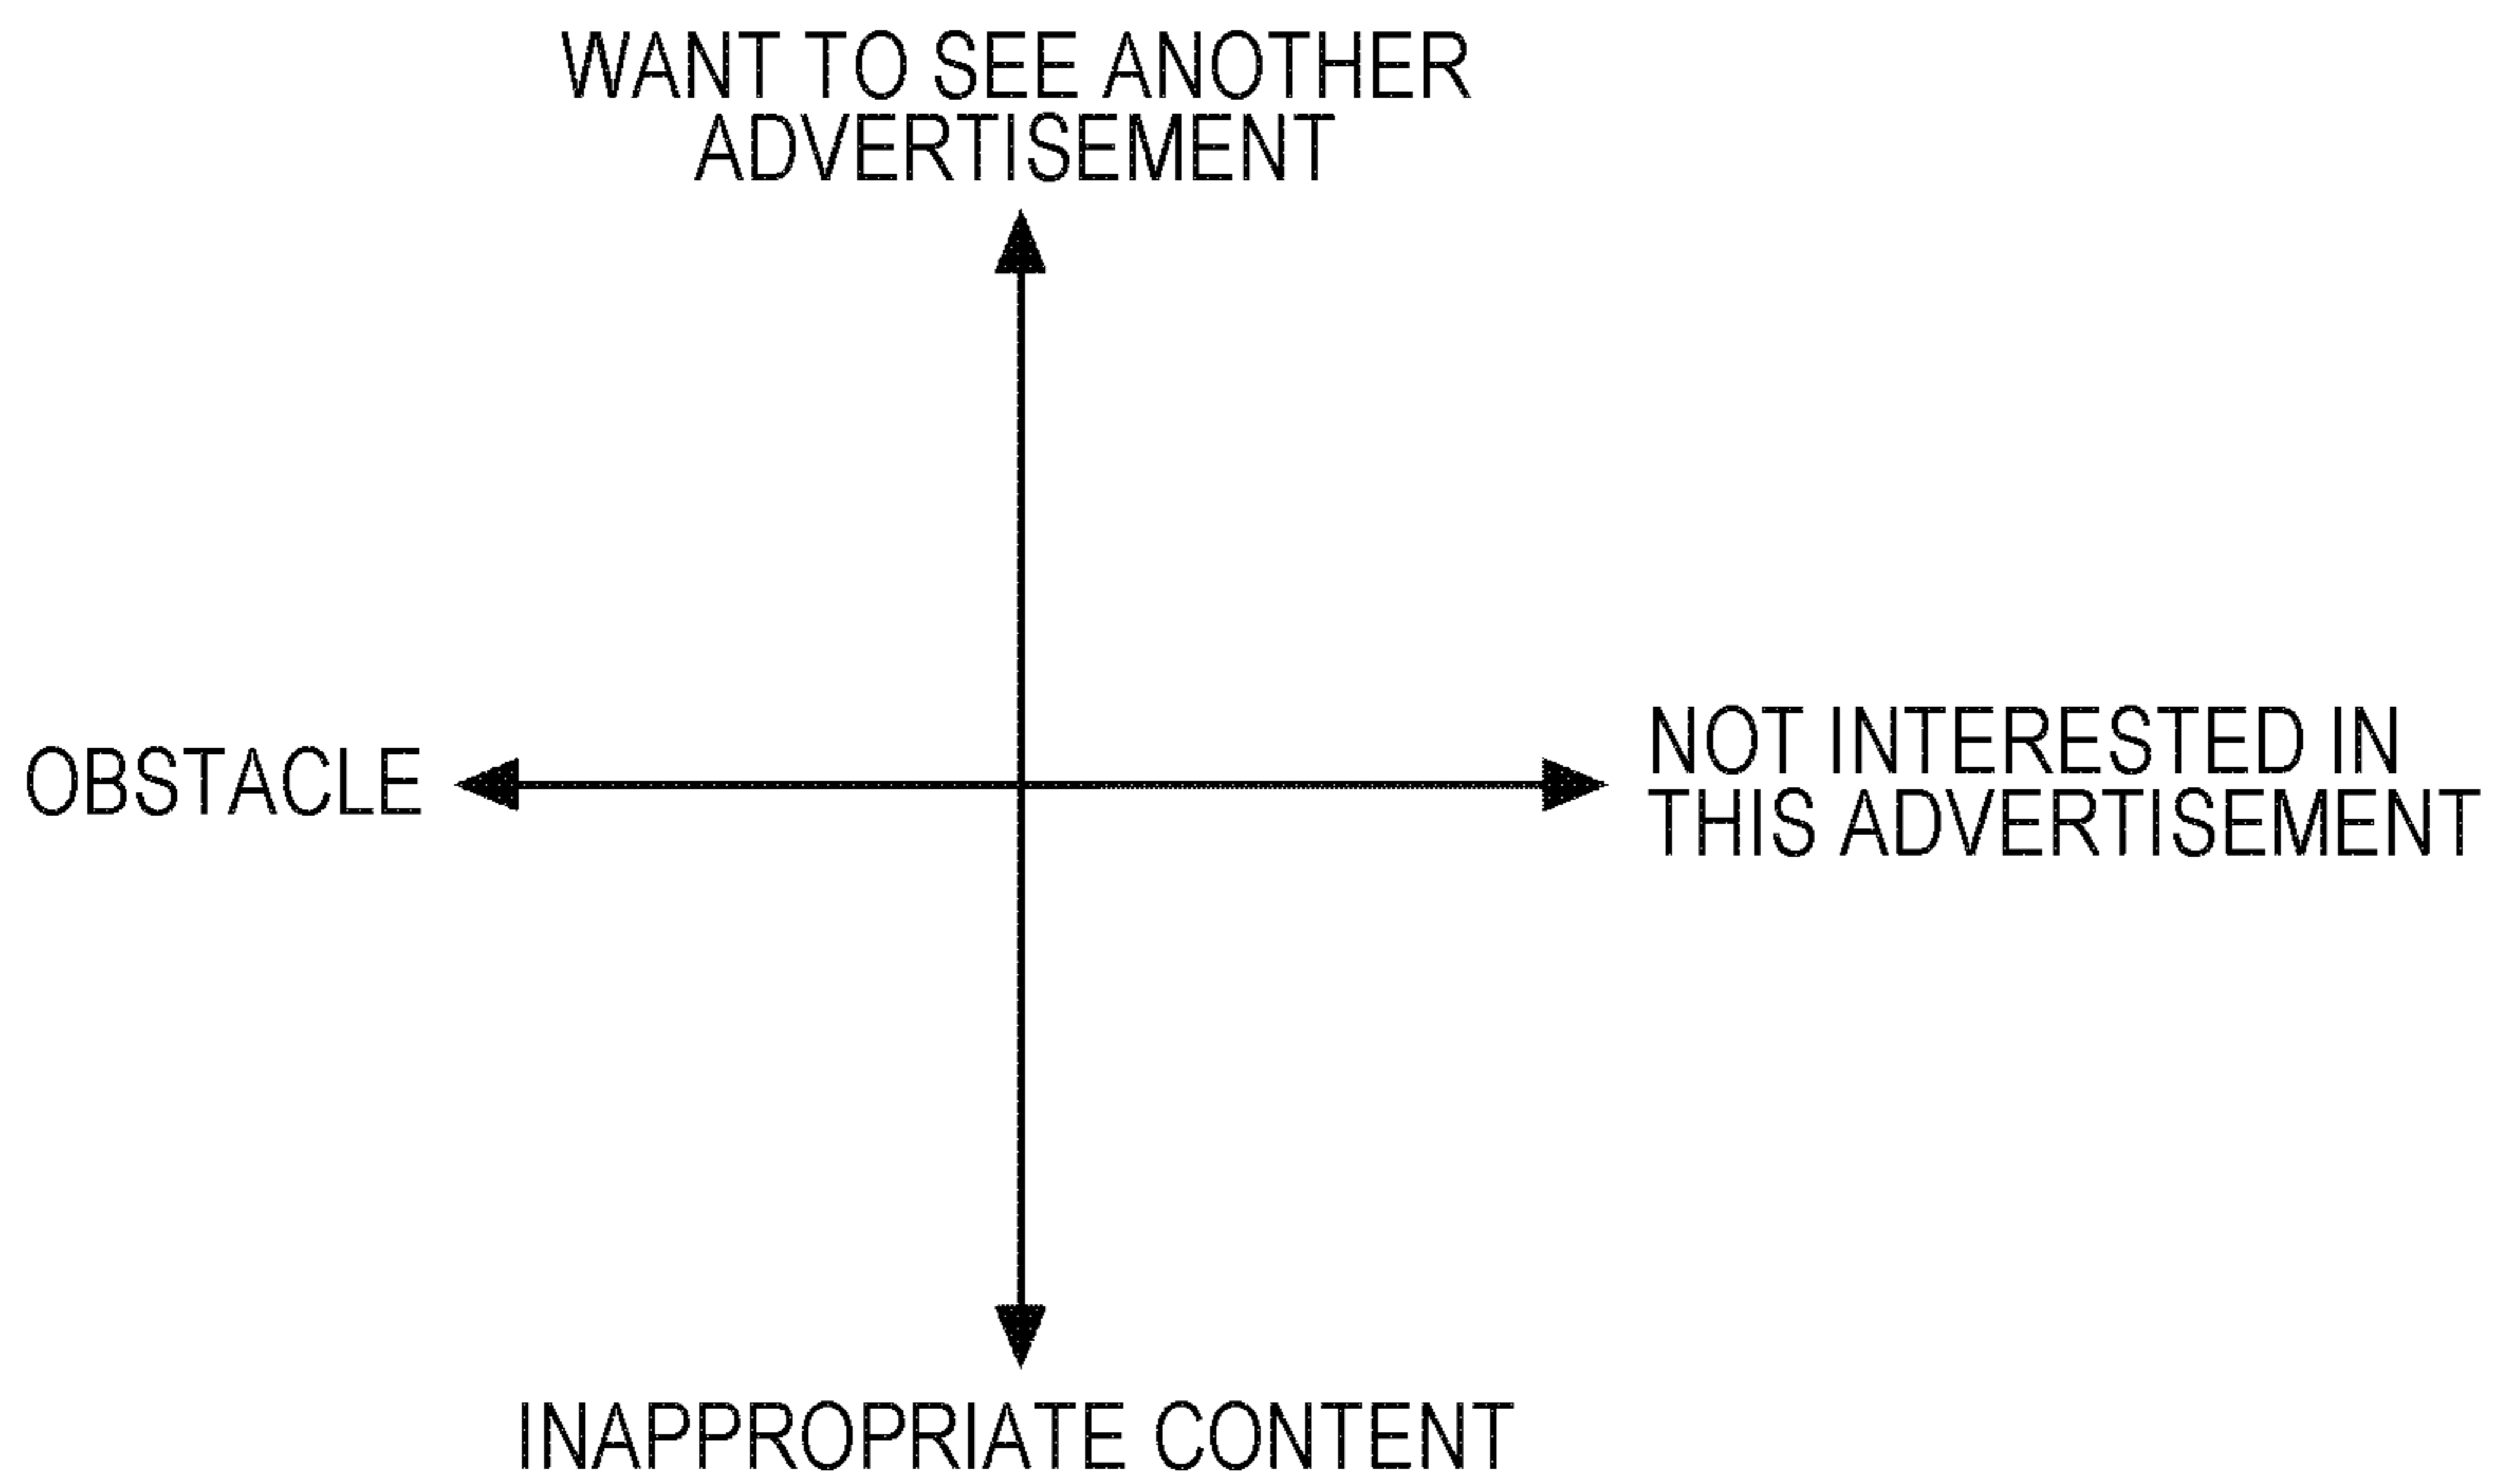 WANT TO SEE ANOTHER
ADVERTISEMENT
OBSTACLE
NOT INTERESTED IN
THIS ADVERTISEMENT
INAPPROPRIATE CONTENT